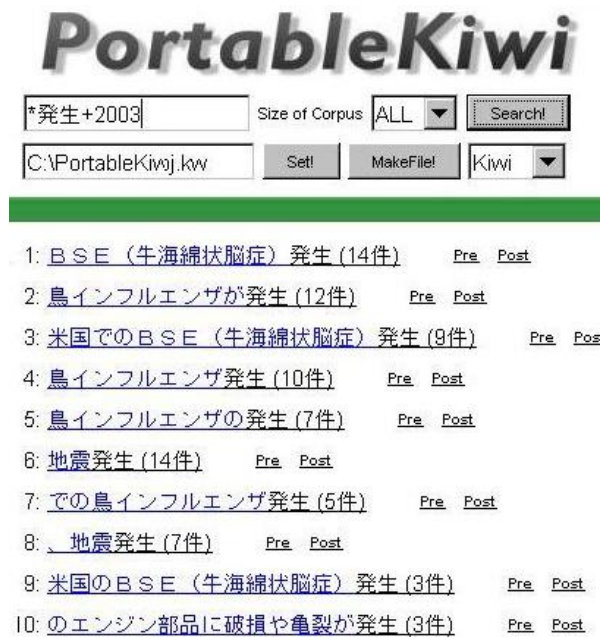 PortableKiwi
*発生+2003 Size of Corpus ALL Search!
C:\PortableKiwi.kw Set! MakeFile! Kiwi
1: ＢＳＥ（牛海綿状脳症）発生 (14件) Pre Post
2: 鳥インフルエンザが発生 (12件) Pre Post
3: 米国でのＢＳＥ（牛海綿状脳症）発生 (9件) Pre Pos
4: 鳥インフルエンザ発生 (10件) Pre Post
5: 鳥インフルエンザの発生 (7件) Pre Post
6: 地震発生 (14件) Pre Post
7: での鳥インフルエンザ発生 (5件) Pre Post
8: 、地震発生 (7件) Pre Post
9: 米国のＢＳＥ（牛海綿状脳症）発生 (3件) Pre Post
10: のエンジン部品に破損や亀裂が発生 (3件) Pre Post